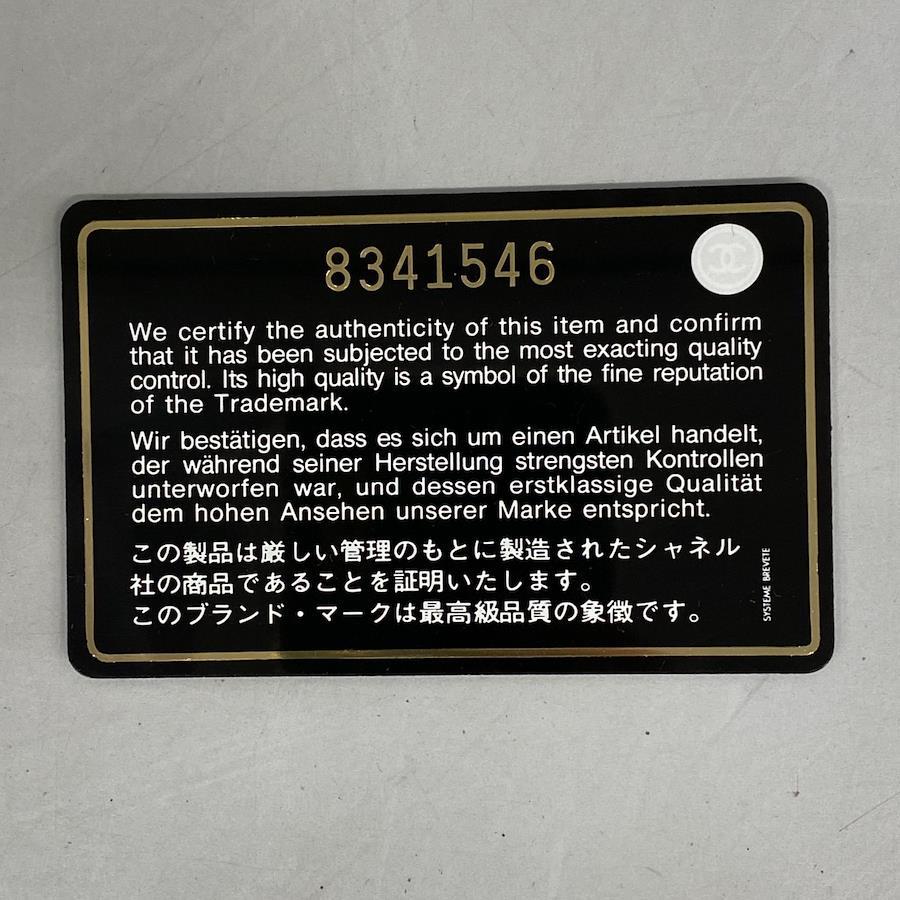 8341546
We certify the authenticity of this item and confirm
that it has been subjected to the most exacting quality
control. Its high quality is a symbol of the fine reputation
of the Trademark.
Wir bestätigen, dass es sich um einen Artikel handelt,
der während seiner Herstellung strengsten Kontrollen
unterworfen war, und dessen erstklassige Qualität
dem hohen Ansehen unserer Marke entspricht.
この製品は厳しい管理のもとに製造されたシャネル
社の商品であることを証明いたします。
このブランド・マークは最高級品質の象徴です。
SYSTEME BREVETE